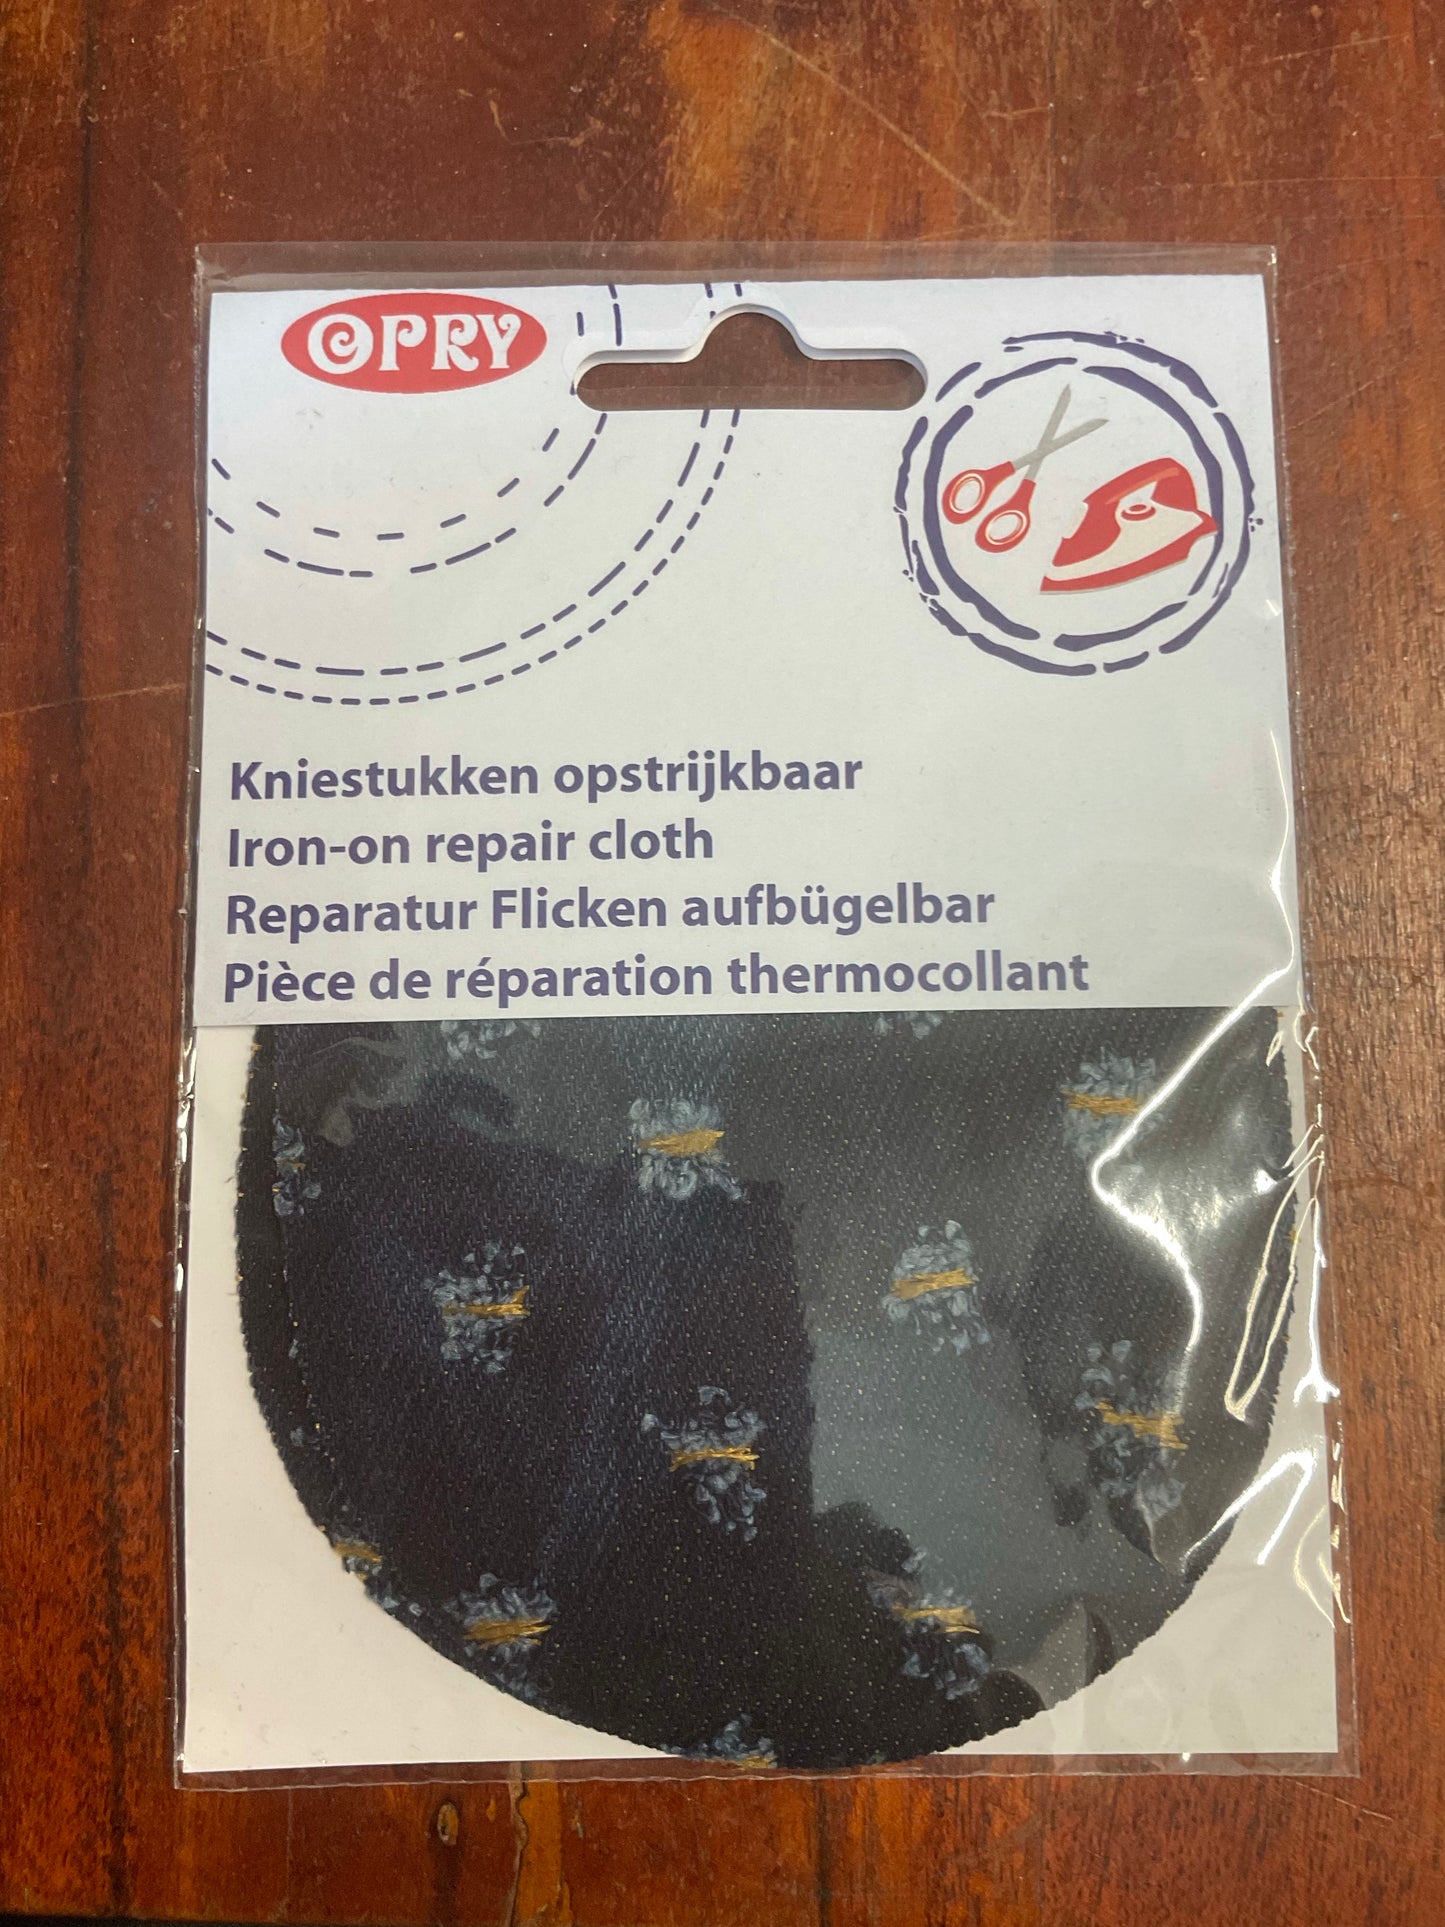 OPRY
Kniestukken opstrijkbaar
Iron-on repair cloth
Reparatur Flicken aufbügelbar
Pièce de réparation thermocollant